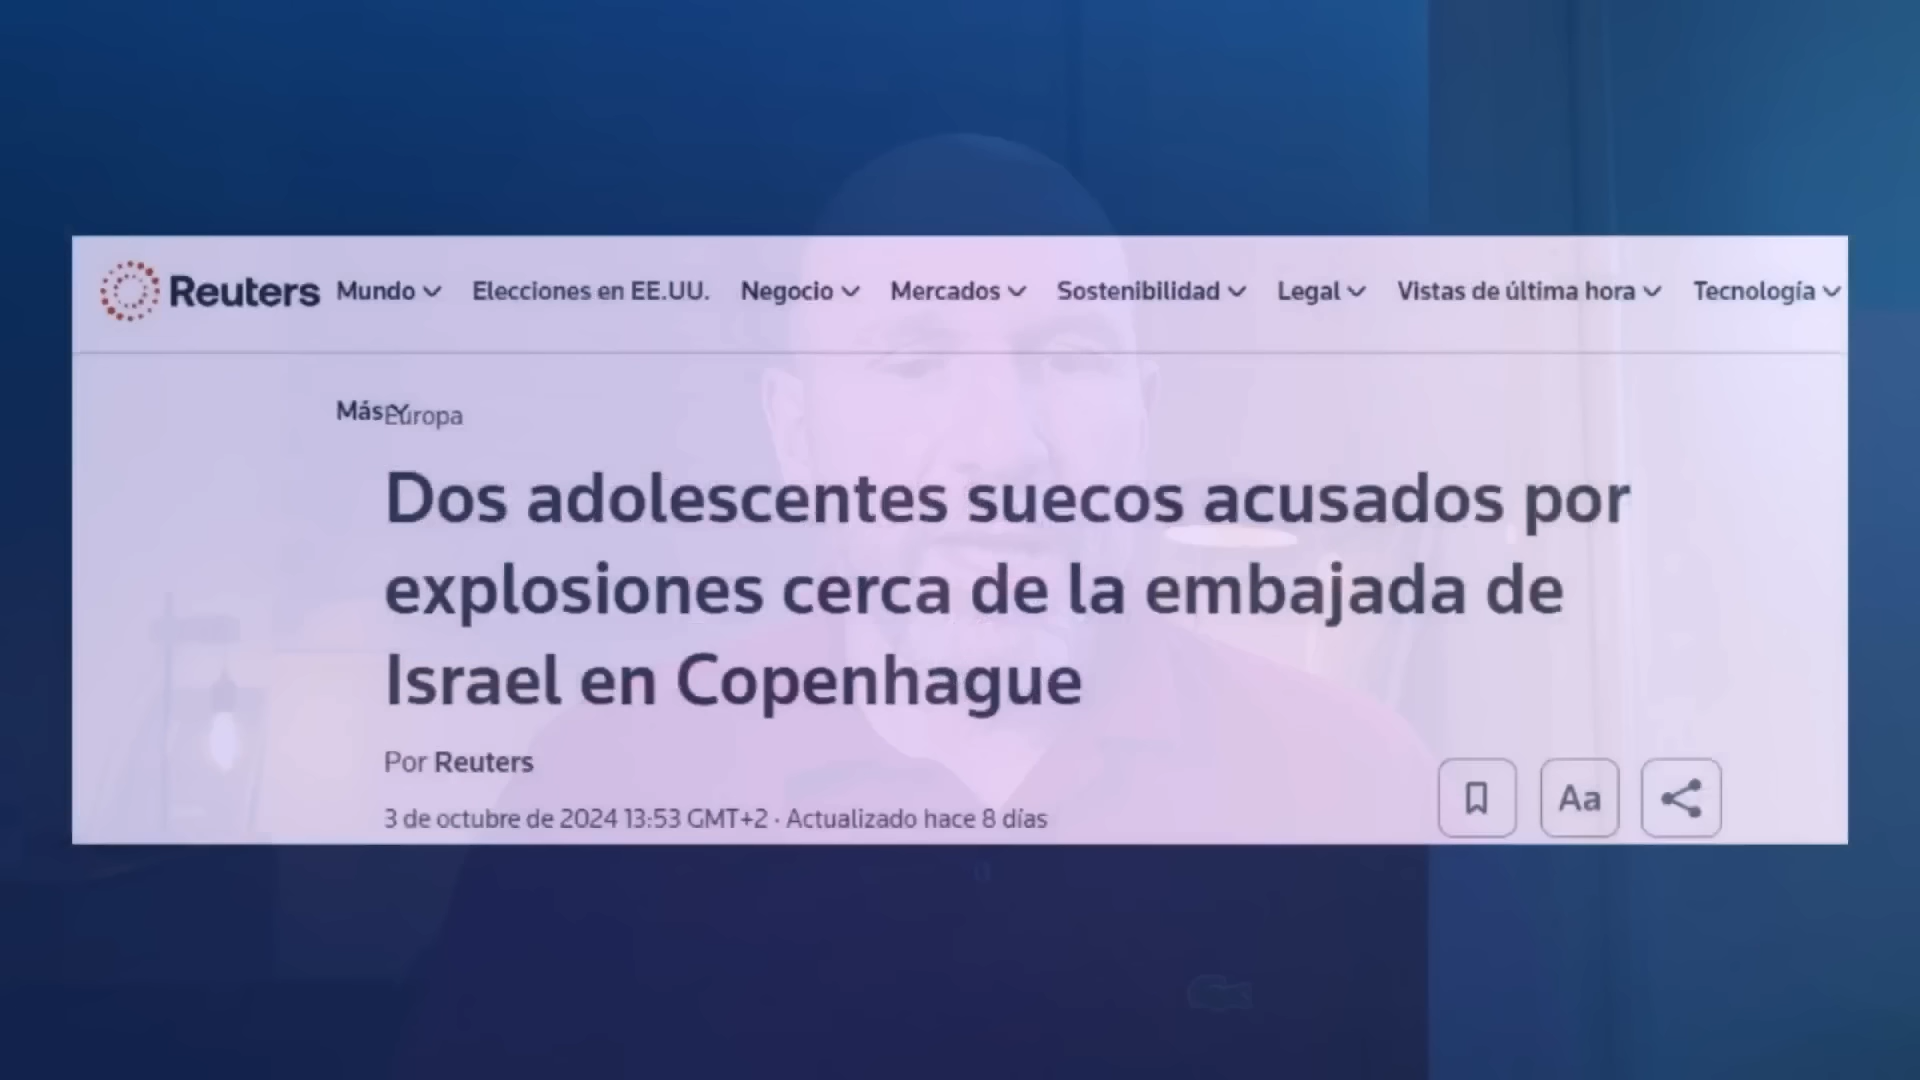 Reuters Mundo Elecciones en EE.UU. Negocio Mercados Sostenibilidad Legal Vistas de última hora Tecnología
Más Europa
Dos adolescentes suecos acusados por
explosiones cerca de la embajada de
Israel en Copenhague
Por Reuters
3 de octubre de 2024 13:53 GMT+2 · Actualizado hace 8 días
Aa